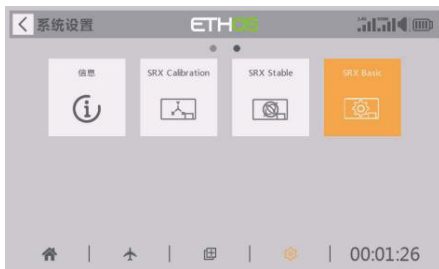 系统设置
ETHOS
信息
SRX Calibration
SRX Stable
SRX Basic
00:01:26